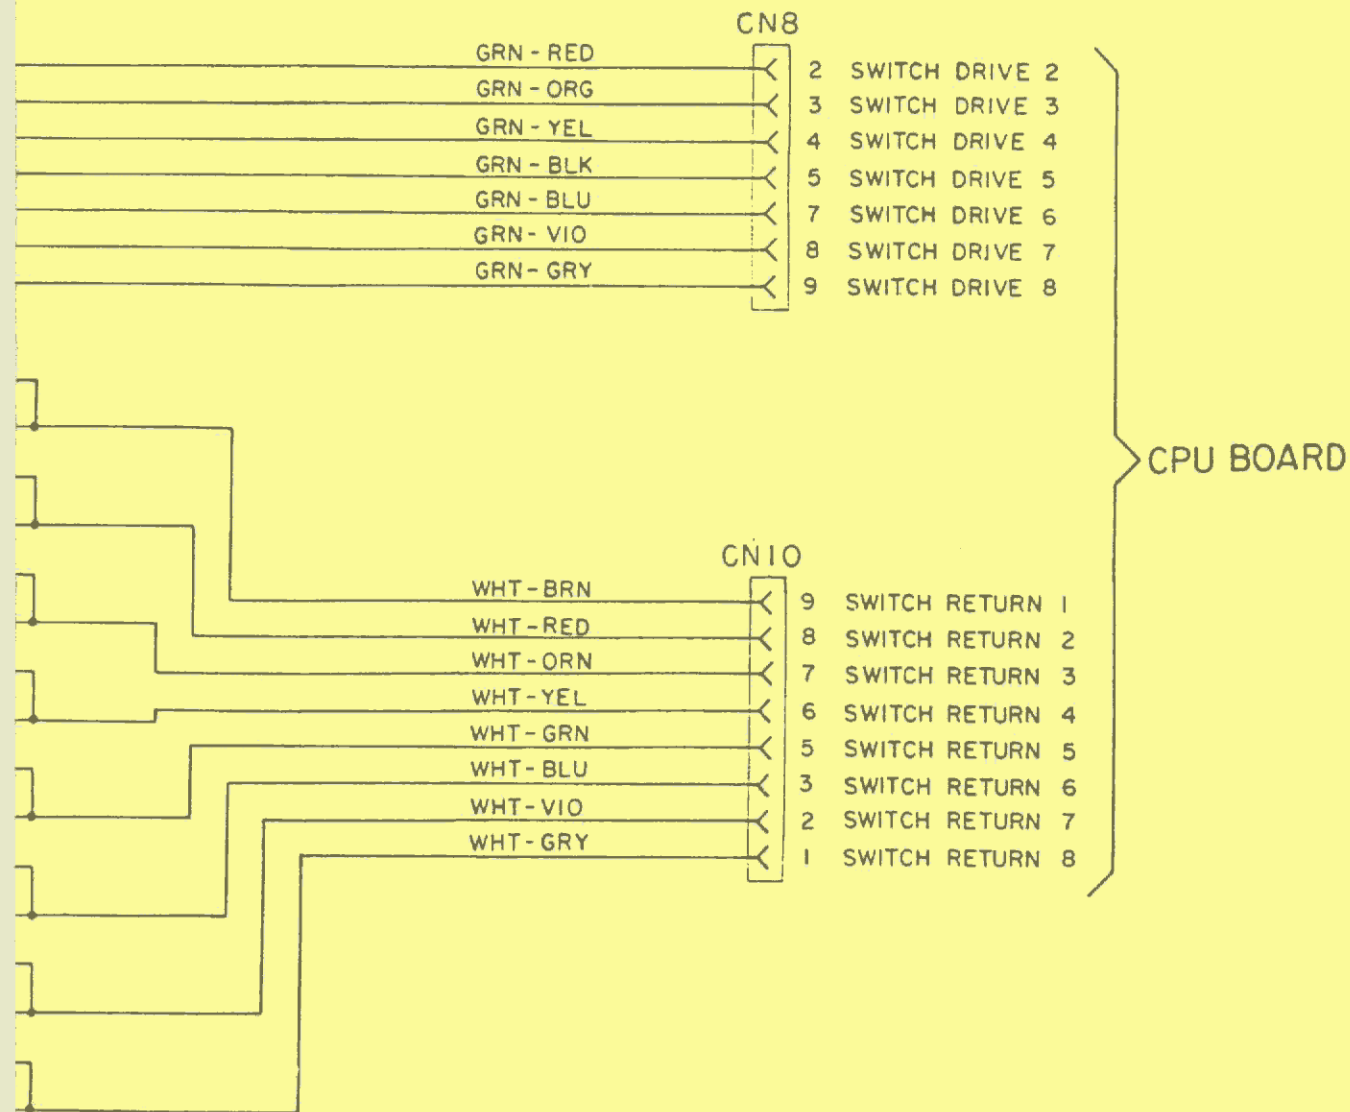 CN8
GRN-RED 2 SWITCH DRIVE 2
GRN-ORG 3 SWITCH DRIVE 3
GRN-YEL 4 SWITCH DRIVE 4
GRN-BLK 5 SWITCH DRIVE 5
GRN-BLU 7 SWITCH DRIVE 6
GRN-VIO 8 SWITCH DRIVE 7
GRN-GRY 9 SWITCH DRIVE 8
CPU BOARD
CN10
WHT-BRN 9 SWITCH RETURN 1
WHT-RED 8 SWITCH RETURN 2
WHT-ORN 7 SWITCH RETURN 3
WHT-YEL 6 SWITCH RETURN 4
WHT-GRN 5 SWITCH RETURN 5
WHT-BLU 3 SWITCH RETURN 6
WHT-VIO 2 SWITCH RETURN 7
WHT-GRY 1 SWITCH RETURN 8